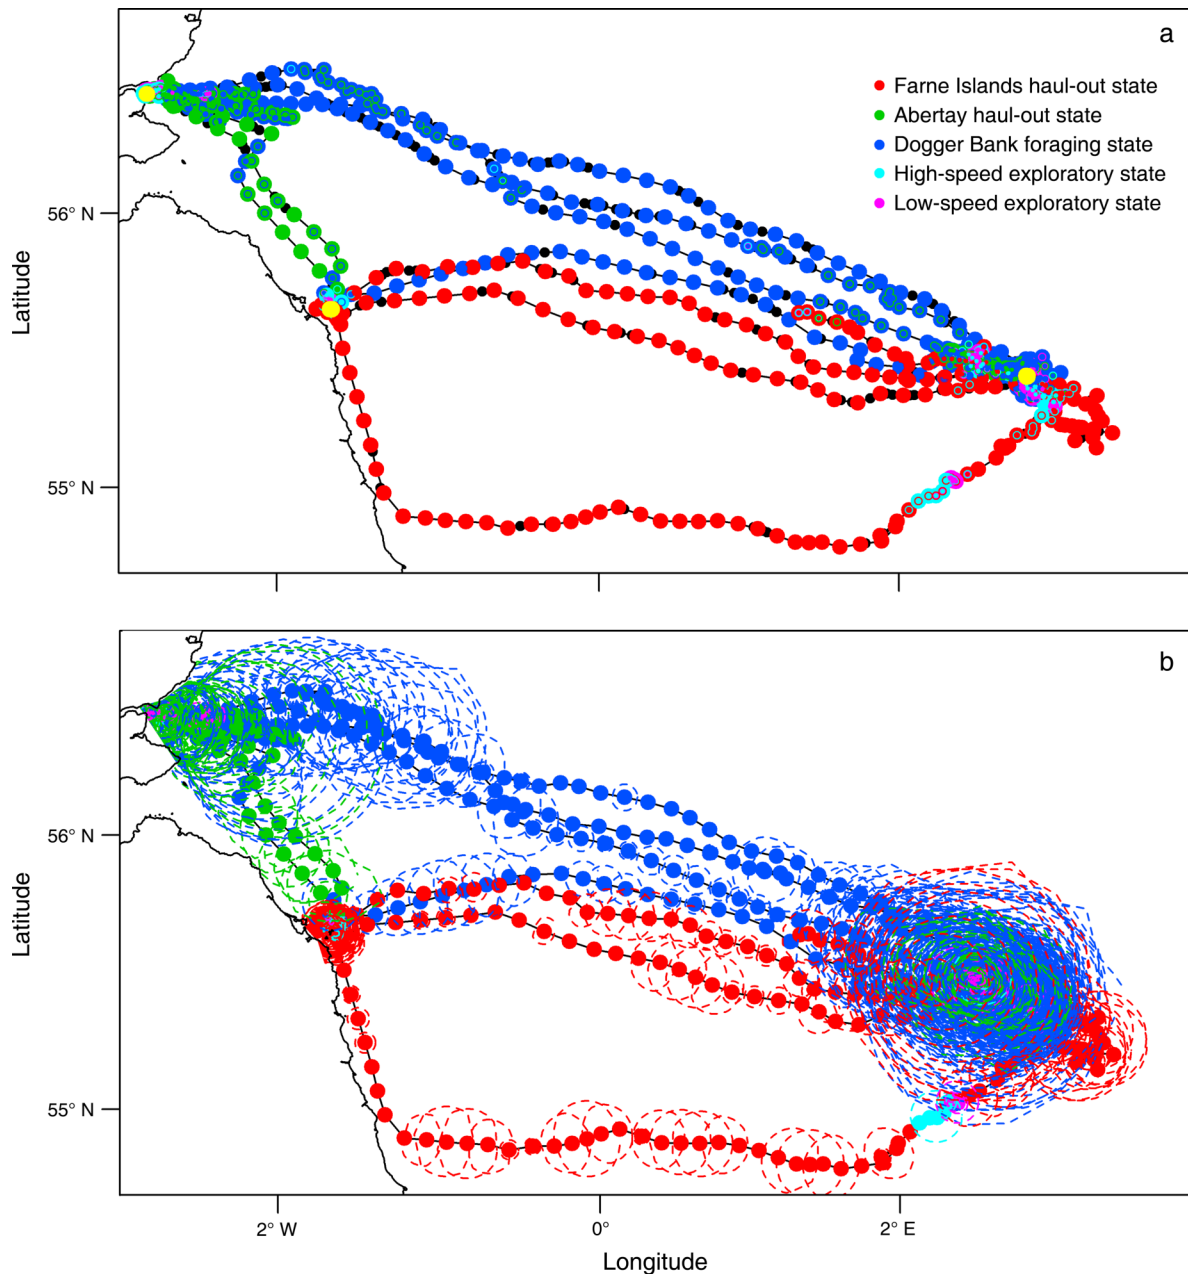 a
Farne Islands haul-out state
Abertay haul-out state
Dogger Bank foraging state
High-speed exploratory state
Low-speed exploratory state
56° N
Latitude
55° N
b
56° N
Latitude
55° N
2° W
0°
2° E
Longitude